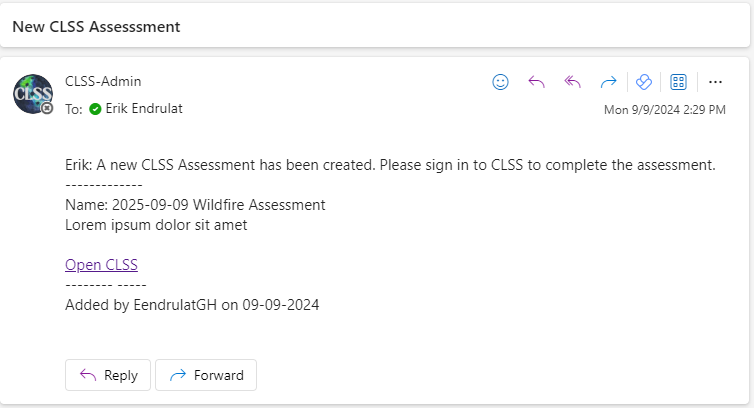 New CLSS Assesssment
CLSS
CLSS-Admin
To: Erik Endrulat
Mon 9/9/2024 2:29 PM
Erik: A new CLSS Assessment has been created. Please sign in to CLSS to complete the assessment.
-------------
Name: 2025-09-09 Wildfire Assessment
Lorem ipsum dolor sit amet
Open CLSS
-------- -----
Added by EendrulatGH on 09-09-2024
Reply
Forward